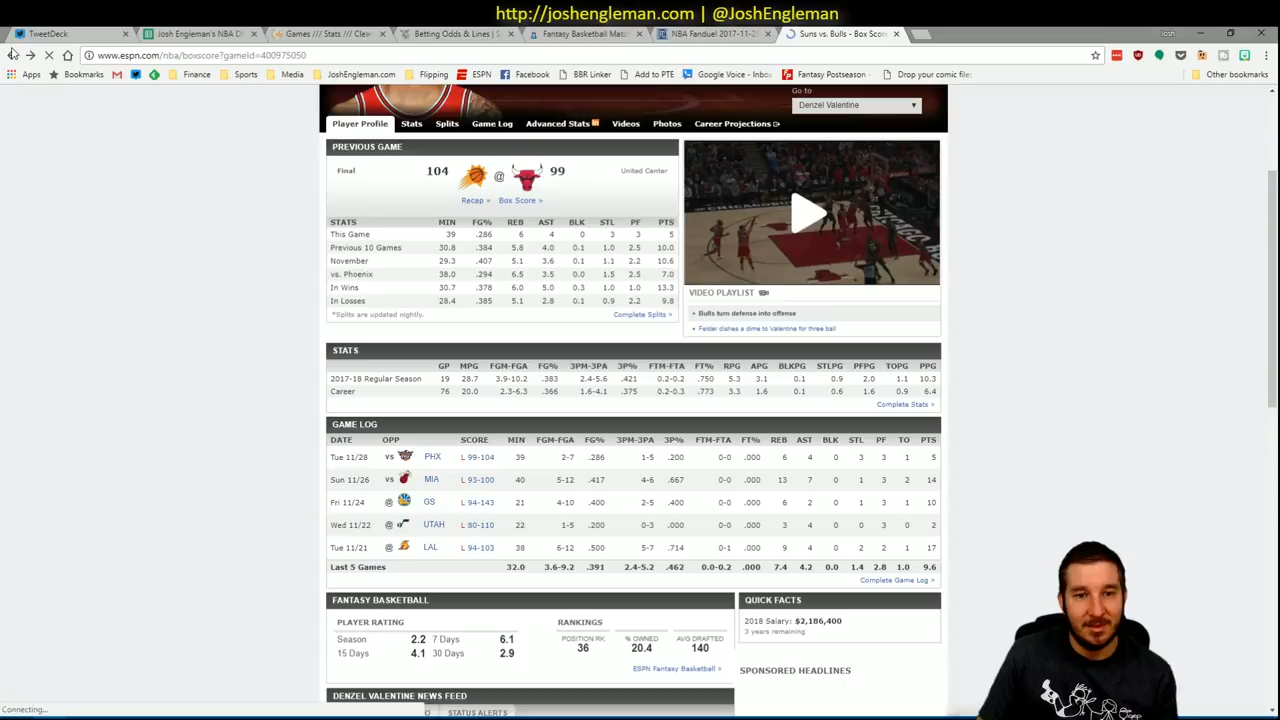 http://joshengleman.com | @JoshEngleman
TweetDeck
Josh Engleman's NBA D
Games /// Stats /// Clear
Betting Odds & Lines | S
Fantasy Basketball Matc
NBA Fanduel 2017-11-2
Suns vs. Bulls - Box Scor
Josh
www.espn.com/nba/boxscore?gameId=400975050
Apps
Bookmarks
Finance
Sports
Media
JoshEngleman.com
Flipping
ESPN
Facebook
BBR Linker
Add to PTE
Google Voice - Inbo
Fantasy Postseason
Drop your comic file
Other bookmarks
Go to
Denzel Valentine
Player Profile Stats Splits Game Log Advanced Stats Videos Photos Career Projections
PREVIOUS GAME
Final 104 @ 99 United Center
Recap » Box Score »
STATS MIN FG% REB AST BLK STL PF PTS
This Game 39 .286 6 4 0 3 3 5
Previous 10 Games 30.8 .384 5.8 4.0 0.1 1.0 2.5 10.0
November 29.3 .407 5.1 3.6 0.1 1.1 2.2 10.6
vs. Phoenix 38.0 .294 6.5 3.5 0.0 1.5 2.5 7.0
In Wins 30.7 .378 6.0 5.0 0.3 1.0 1.0 13.3
In Losses 28.4 .385 5.1 2.8 0.1 0.9 2.2 9.8
*Splits are updated nightly. Complete Splits »
VIDEO PLAYLIST
• Bulls turn defense into offense
• Felder dishes a dime to Valentine for three ball
STATS
GP MPG FGM-FGA FG% 3PM-3PA 3P% FTM-FTA FT% RPG APG BLKPG STLPG PFPG TOPG PPG
2017-18 Regular Season 19 28.7 3.9-10.2 .383 2.4-5.6 .421 0.2-0.2 .750 5.3 3.1 0.1 0.9 2.0 1.1 10.3
Career 76 20.0 2.3-6.3 .366 1.6-4.1 .375 0.2-0.3 .773 3.3 1.6 0.1 0.6 1.6 0.9 6.4
Complete Stats »
GAME LOG
DATE OPP SCORE MIN FGM-FGA FG% 3PM-3PA 3P% FTM-FTA FT% REB AST BLK STL PF TO PTS
Tue 11/28 vs PHX L 99-104 39 2-7 .286 1-5 .200 0-0 .000 6 4 0 3 3 1 5
Sun 11/26 vs MIA L 93-100 40 5-12 .417 4-6 .667 0-0 .000 13 7 0 1 3 2 14
Fri 11/24 @ GS L 94-143 21 4-10 .400 2-5 .400 0-0 .000 6 2 0 1 3 1 10
Wed 11/22 @ UTAH L 80-110 22 1-5 .200 0-3 .000 0-0 .000 3 4 0 0 3 0 2
Tue 11/21 @ LAL L 94-103 38 6-12 .500 5-7 .714 0-1 .000 9 4 0 2 2 1 17
Last 5 Games 32.0 3.6-9.2 .391 2.4-5.2 .462 0.0-0.2 .000 7.4 4.2 0.0 1.4 2.8 1.0 9.6
Complete Game Log »
FANTASY BASKETBALL
PLAYER RATING
Season 2.2 7 Days 6.1
15 Days 4.1 30 Days 2.9
RANKINGS
POSITION RK % OWNED AVG DRAFTED
36 20.4 140
ESPN Fantasy Basketball »
QUICK FACTS
2018 Salary: $2,186,400
3 years remaining
SPONSORED HEADLINES
DENZEL VALENTINE NEWS FEED
STATUS ALERTS
Connecting...